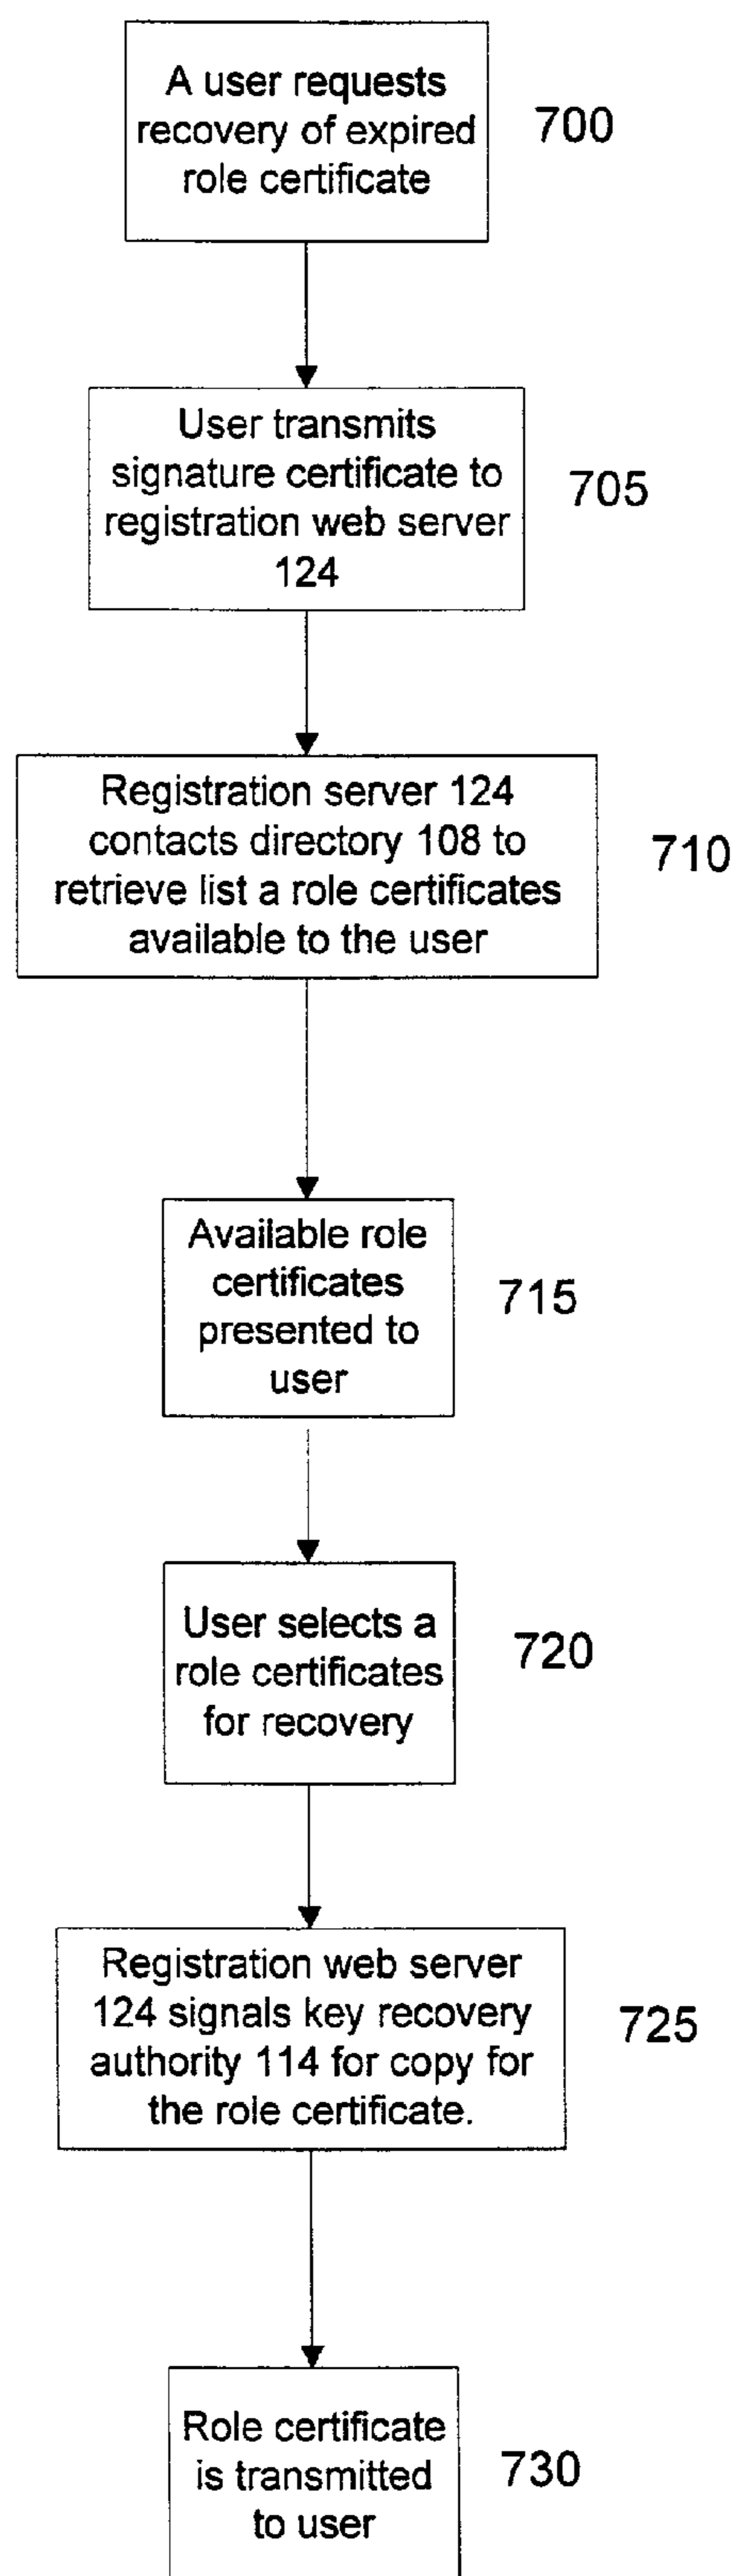 A user requests
recovery of expired
role certificate
700
User transmits
signature certificate to
registration web server
124
705
Registration server 124
contacts directory 108 to
retrieve list a role certificates
available to the user
710
Available role
certificates
presented to
user
715
User selects a
role certificates
for recovery
720
Registration web server
124 signals key recovery
authority 114 for copy for
the role certificate.
725
Role certificate
is transmitted
to user
730